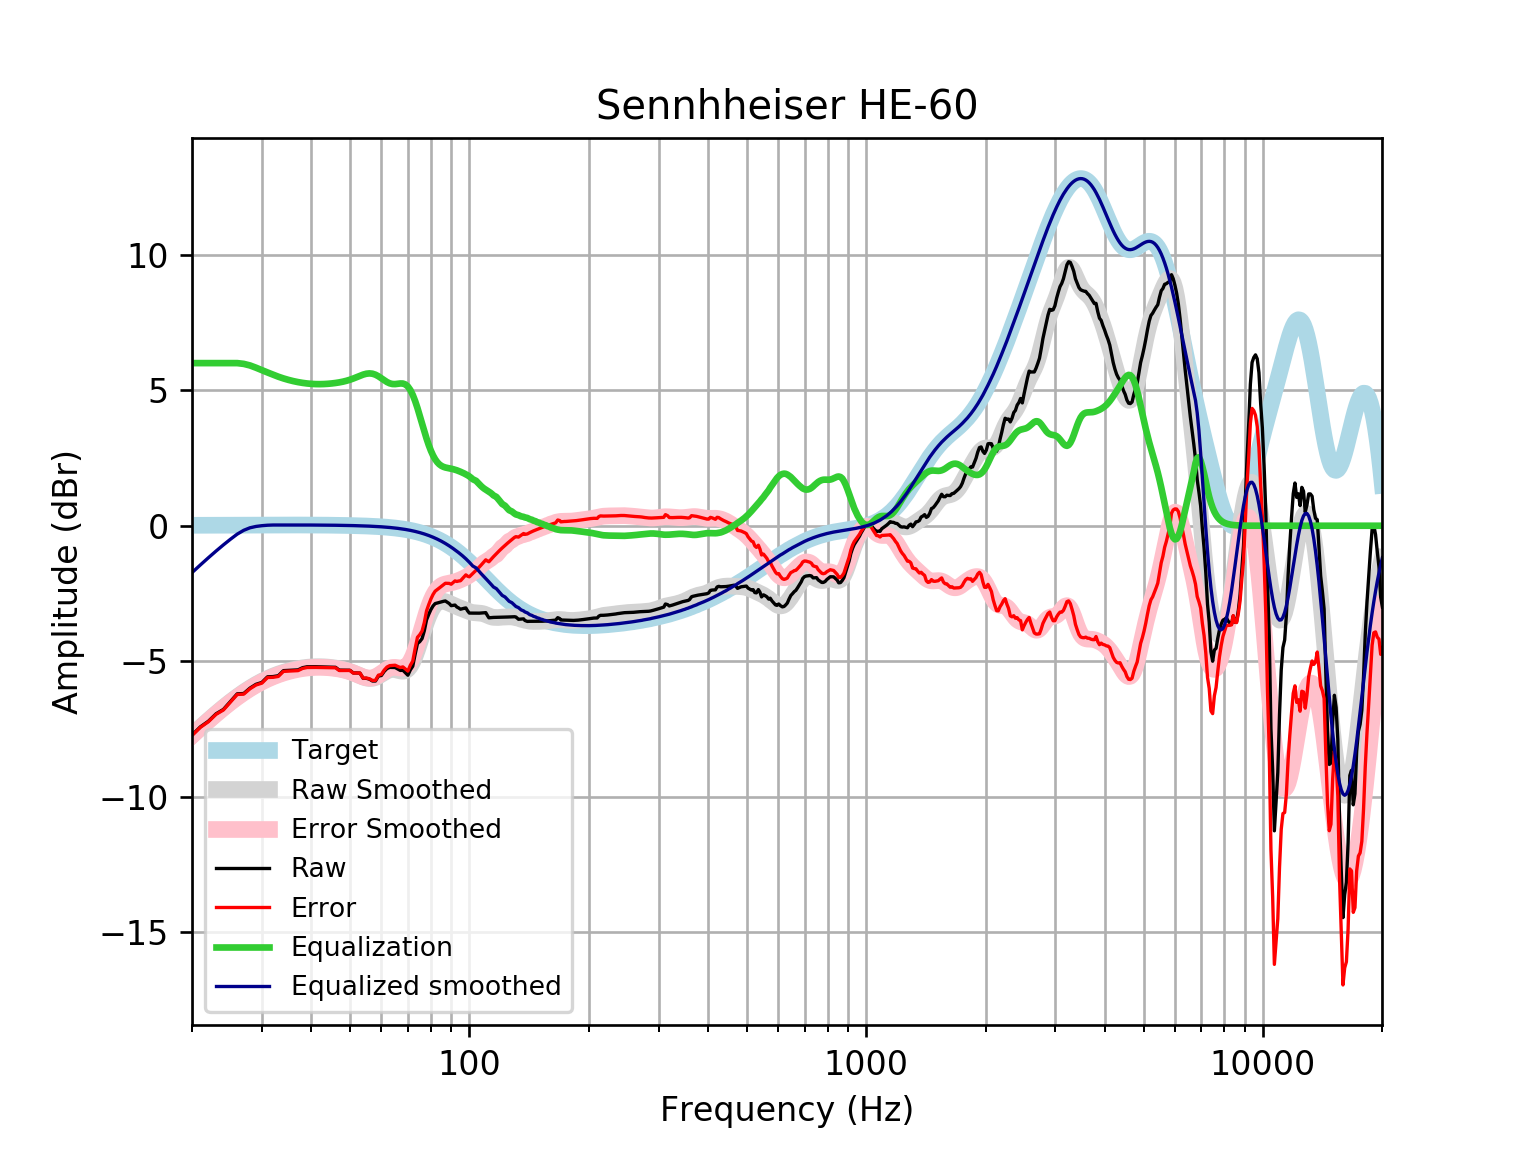 Sennhheiser HE-60
Amplitude (dBr)
10
5
0
−5
−10
−15
Target
Raw Smoothed
Error Smoothed
Raw
Error
Equalization
Equalized smoothed
100
1000
10000
Frequency (Hz)